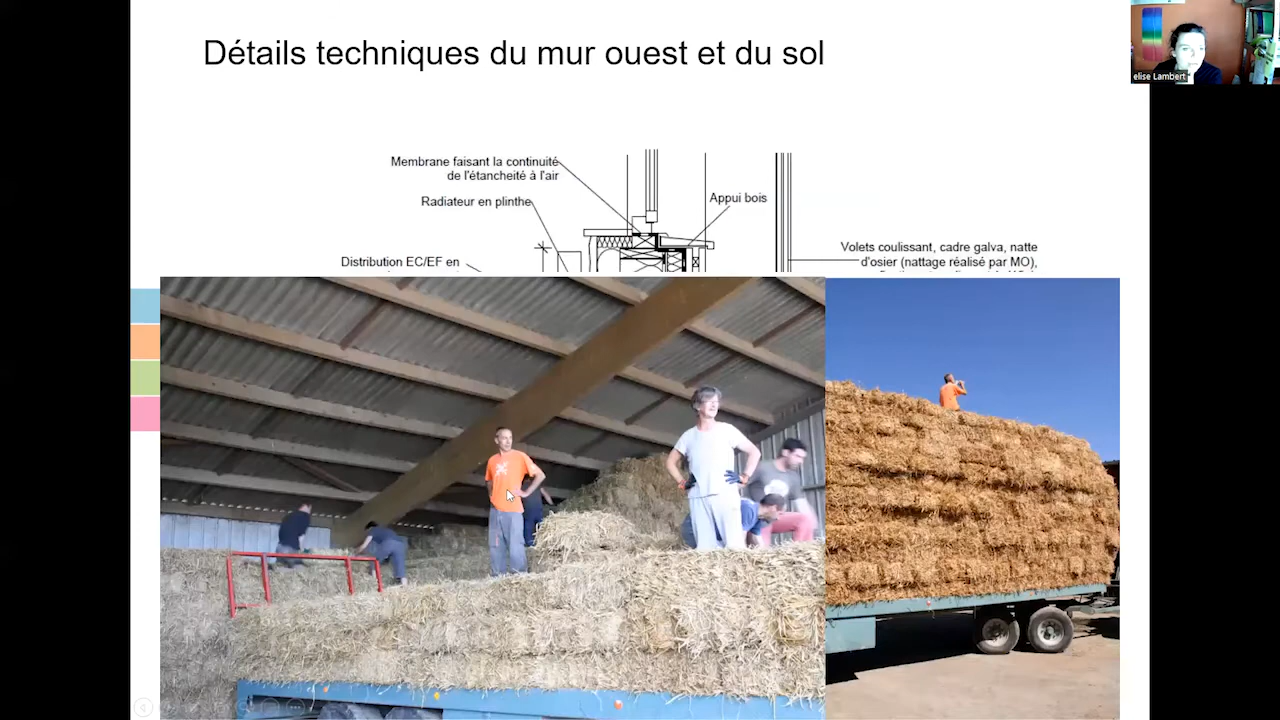 Détails techniques du mur ouest et du sol
elise Lambert
Membrane faisant la continuité
de l'étancheité à l'air
Radiateur en plinthe
Appui bois
Distribution EC/EF en
Volets coulissant, cadre galva, natte
d'osier (nattage réalisé par MO),